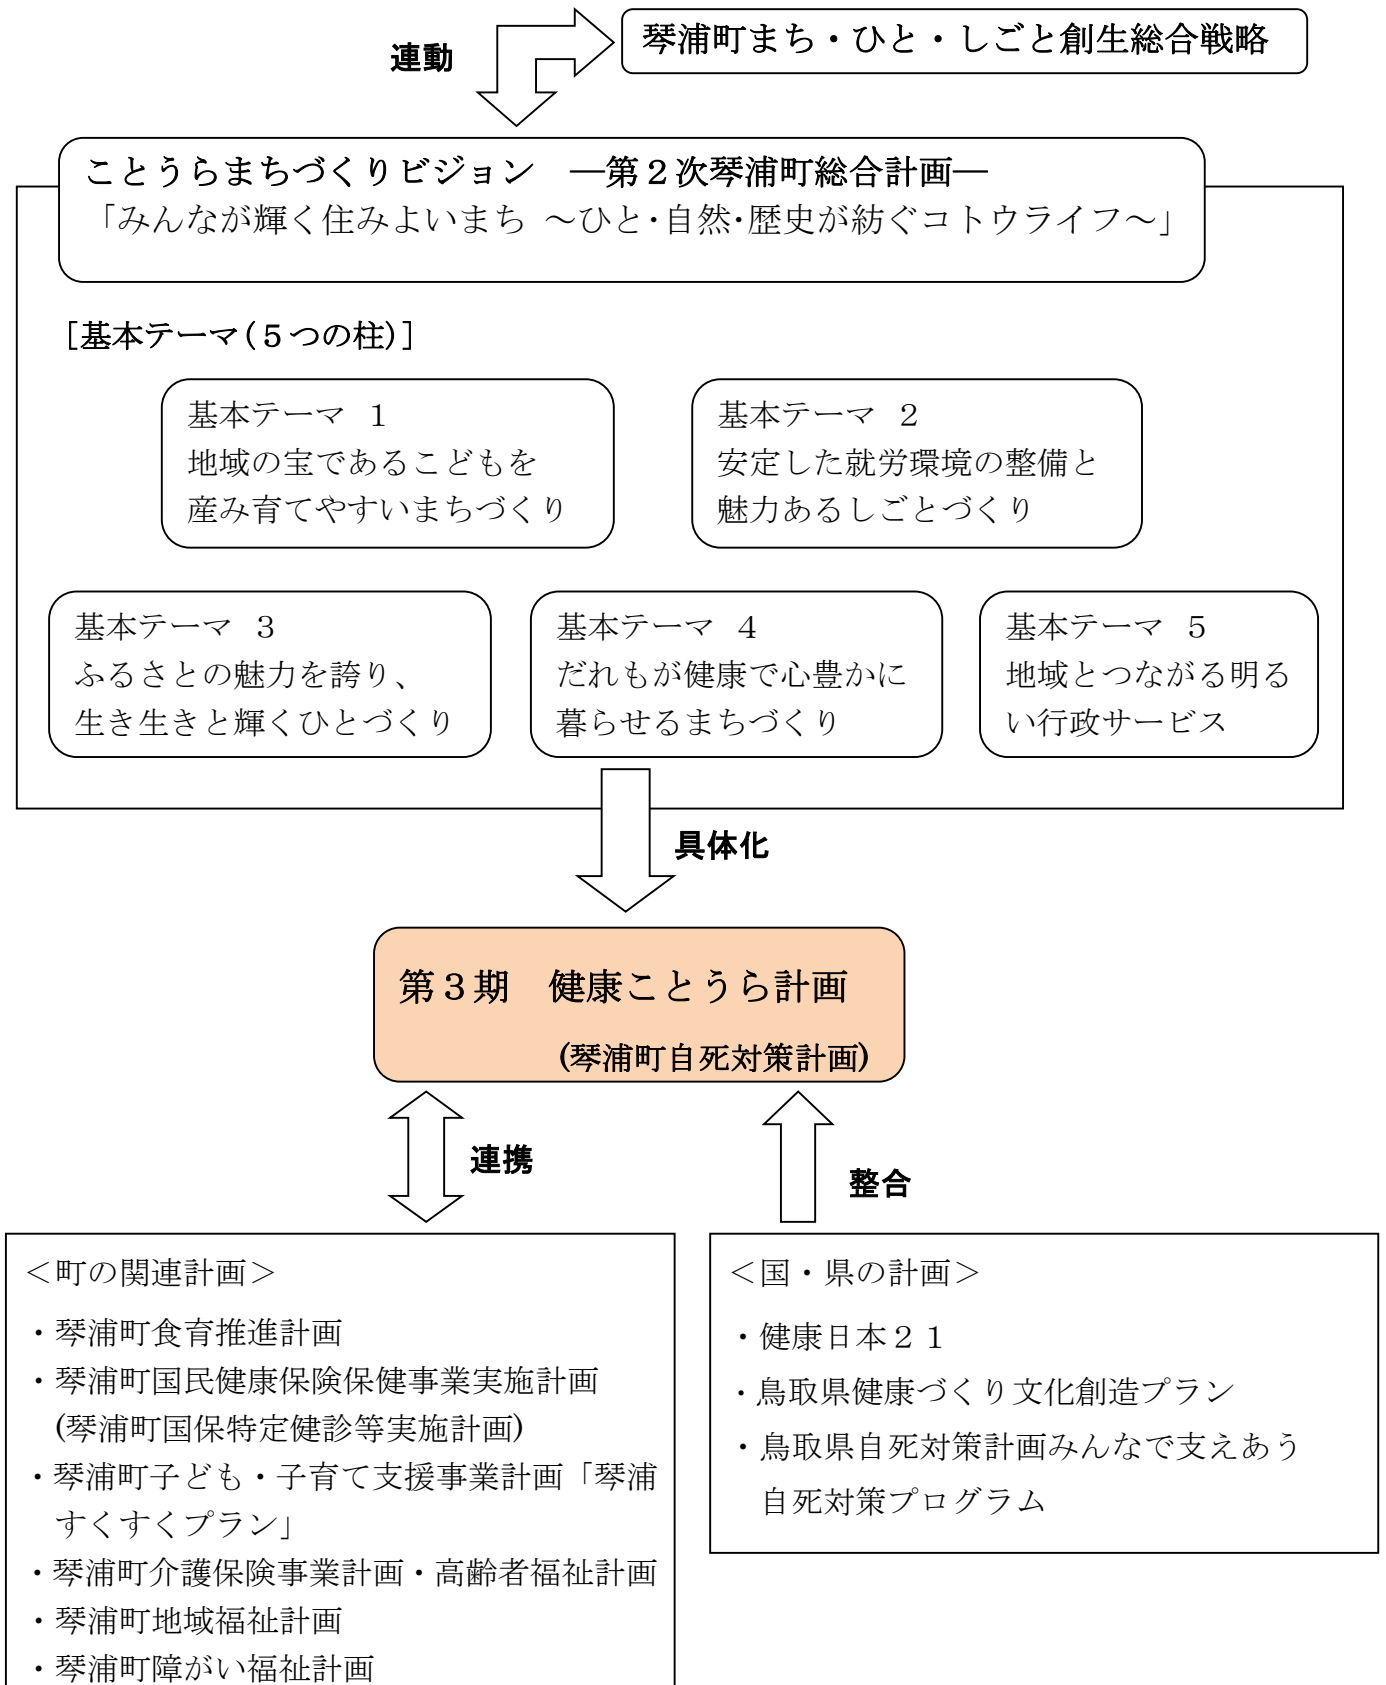 連動
琴浦町まち・ひと・しごと創生総合戦略
ことうらまちづくりビジョン　―第２次琴浦町総合計画―
「みんなが輝く住みよいまち ～ひと・自然・歴史が紡ぐコトウライフ～」
[基本テーマ(５つの柱)]
基本テーマ １
地域の宝であるこどもを
産み育てやすいまちづくり
基本テーマ ２
安定した就労環境の整備と
魅力あるしごとづくり
基本テーマ ３
ふるさとの魅力を誇り、
生き生きと輝くひとづくり
基本テーマ ４
だれもが健康で心豊かに
暮らせるまちづくり
基本テーマ ５
地域とつながる明る
い行政サービス
具体化
第３期　健康ことうら計画
(琴浦町自死対策計画)
連携
整合
＜町の関連計画＞
・琴浦町食育推進計画
・琴浦町国民健康保険保健事業実施計画
(琴浦町国保特定健診等実施計画)
・琴浦町子ども・子育て支援事業計画「琴浦
すくすくプラン」
・琴浦町介護保険事業計画・高齢者福祉計画
・琴浦町地域福祉計画
・琴浦町障がい福祉計画
＜国・県の計画＞
・健康日本２１
・鳥取県健康づくり文化創造プラン
・鳥取県自死対策計画みんなで支えあう
自死対策プログラム